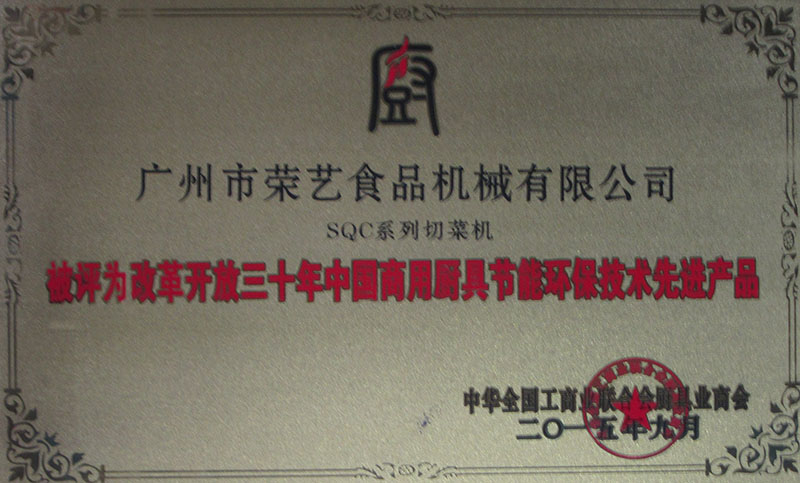 厨
广州市荣艺食品机械有限公司
SQC系列切菜机
被评为改革开放三十年中国商用厨具节能环保技术先进产品
中华全国工商业联合会厨具业商会
二〇一五年九月